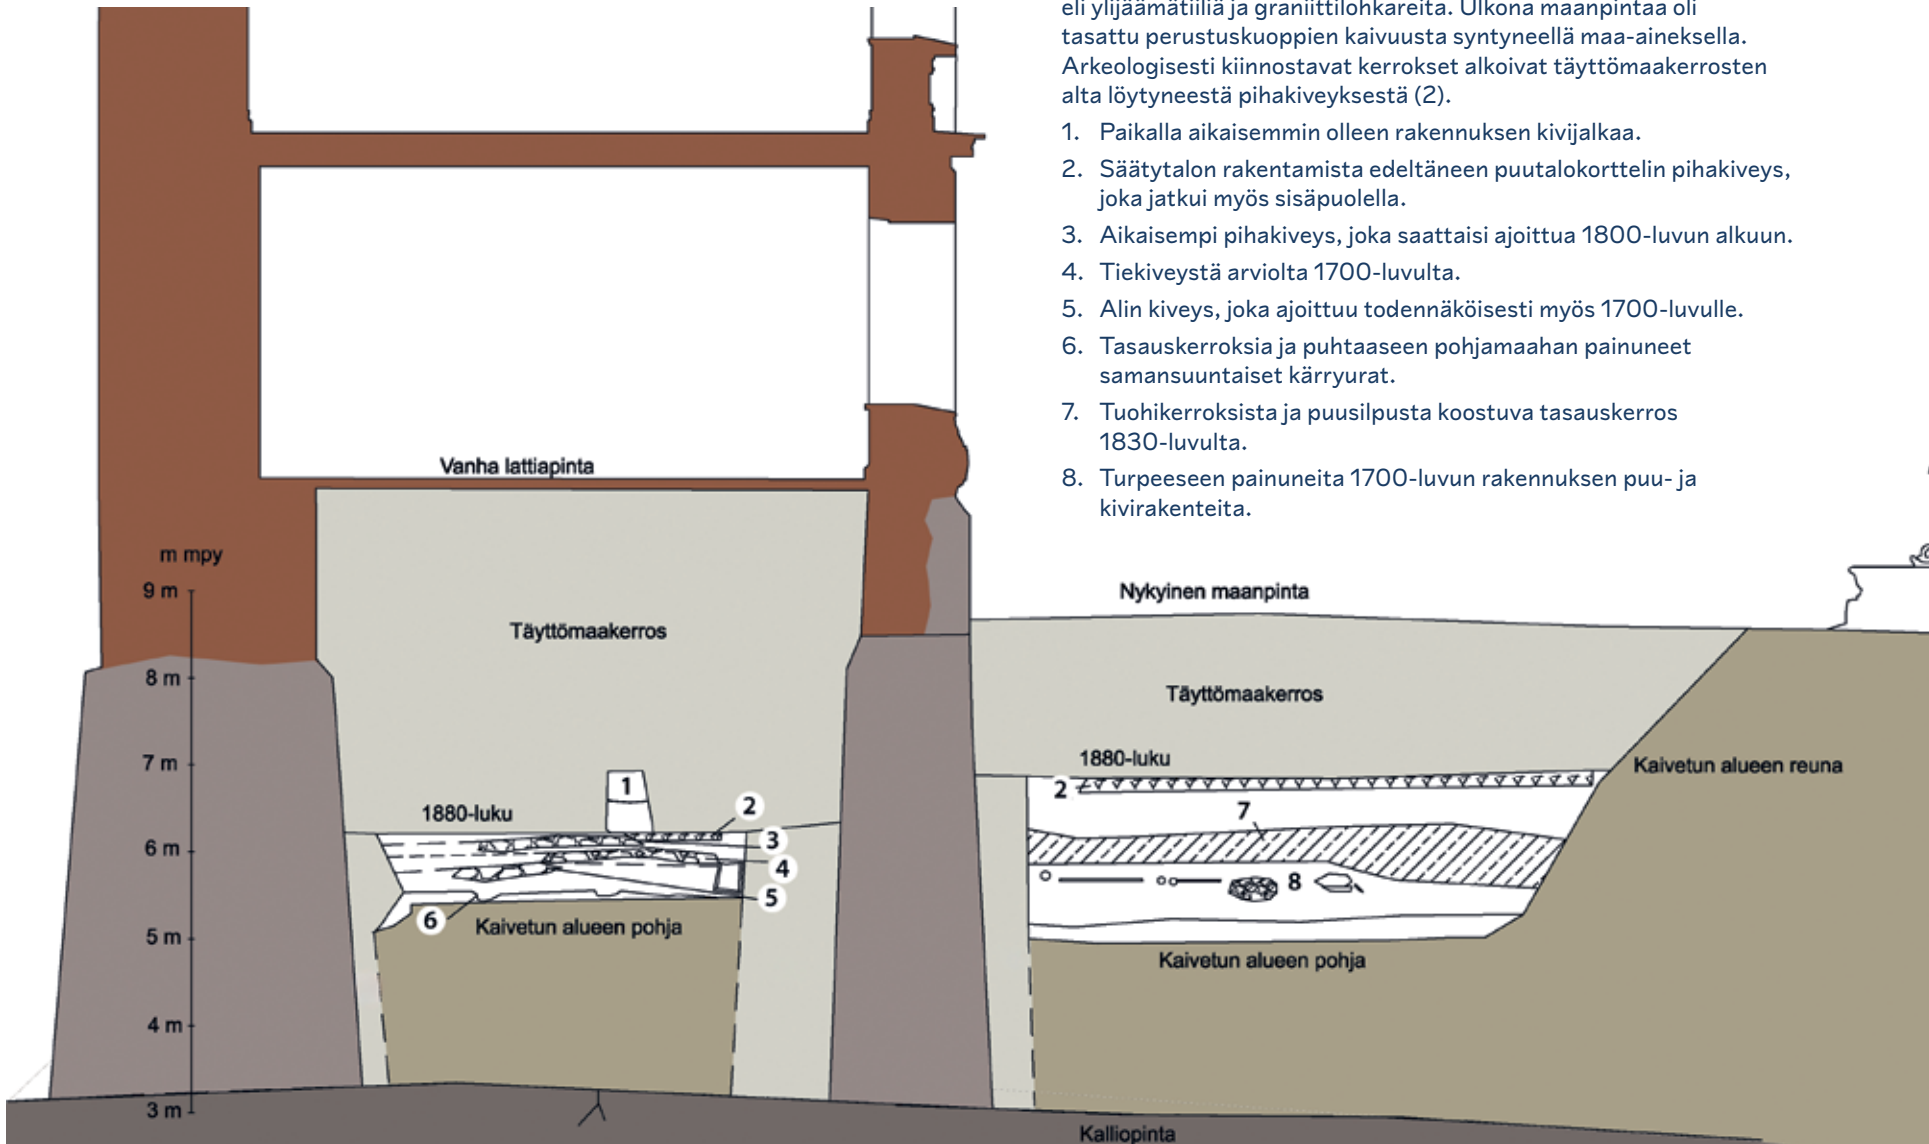 eli ylijäämätiiliä ja graniittilohkareita. Ulkona maanpintaa oli
tasattu perustuskuoppien kaivuusta syntyneellä maa-aineksella.
Arkeologisesti kiinnostavat kerrokset alkoivat täyttömaakerrosten
alta löytyneestä pihakiveyksestä (2).
1. Paikalla aikaisemmin olleen rakennuksen kivijalkaa.
2. Säätytalon rakentamista edeltäneen puutalokorttelin pihakiveys,
joka jatkui myös sisäpuolella.
3. Aikaisempi pihakiveys, joka saattaisi ajoittua 1800-luvun alkuun.
4. Tiekiveystä arviolta 1700-luvulta.
5. Alin kiveys, joka ajoittuu todennäköisesti myös 1700-luvulle.
6. Tasauskerroksia ja puhtaaseen pohjamaahan painuneet
samansuuntaiset kärryurat.
7. Tuohikerroksista ja puusilpusta koostuva tasauskerros
1830-luvulta.
8. Turpeeseen painuneita 1700-luvun rakennuksen puu- ja
kivirakenteita.
Vanha lattiapinta
m mpy
9 m
8 m
7 m
6 m
5 m
4 m
3 m
Täyttömaakerros
1880-luku
1
2
3
4
5
6
Kaivetun alueen pohja
Nykyinen maanpinta
Täyttömaakerros
1880-luku
2
7
8
Kaivetun alueen reuna
Kaivetun alueen pohja
Kalliopinta